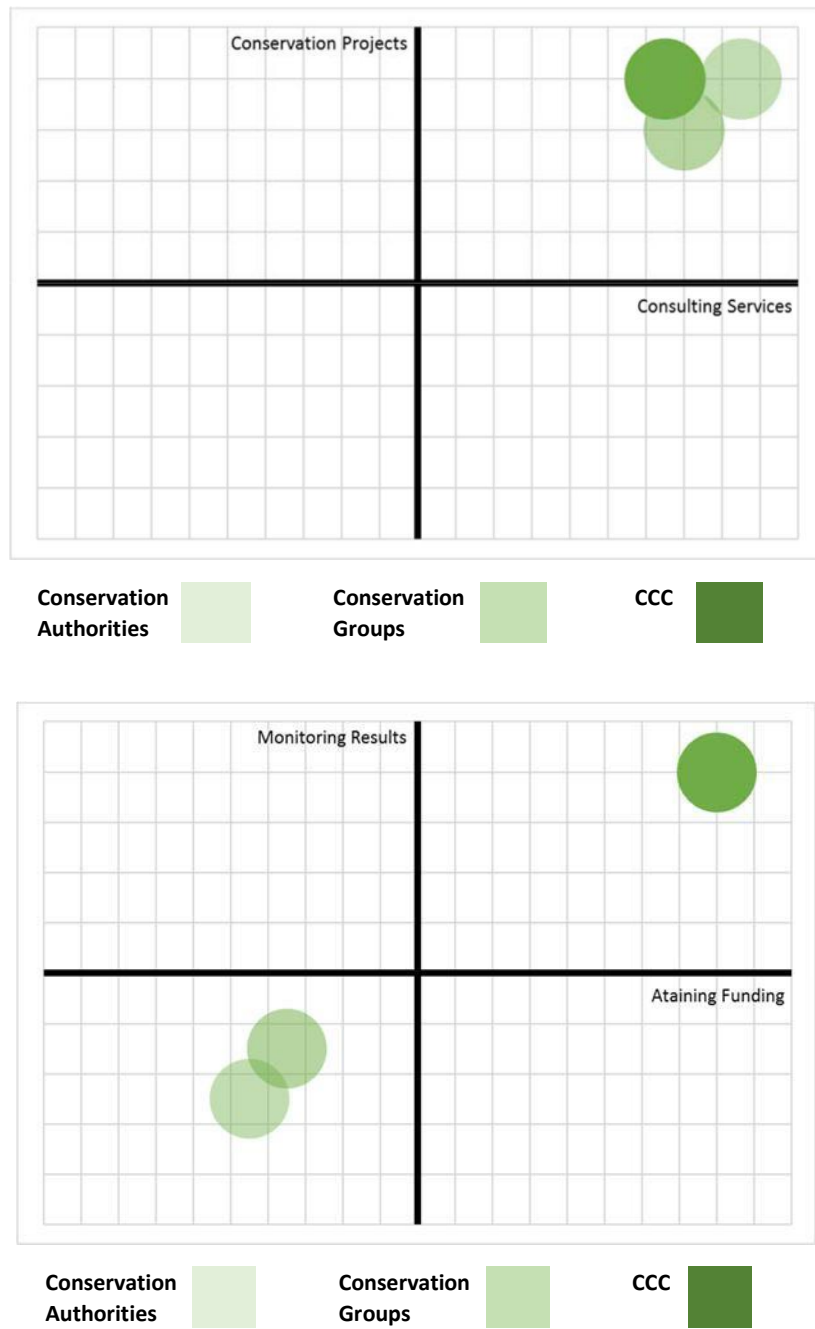 Conservation Projects
Consulting Services
Conservation Authorities
Conservation Groups
CCC
Monitoring Results
Ataining Funding
Conservation Authorities
Conservation Groups
CCC